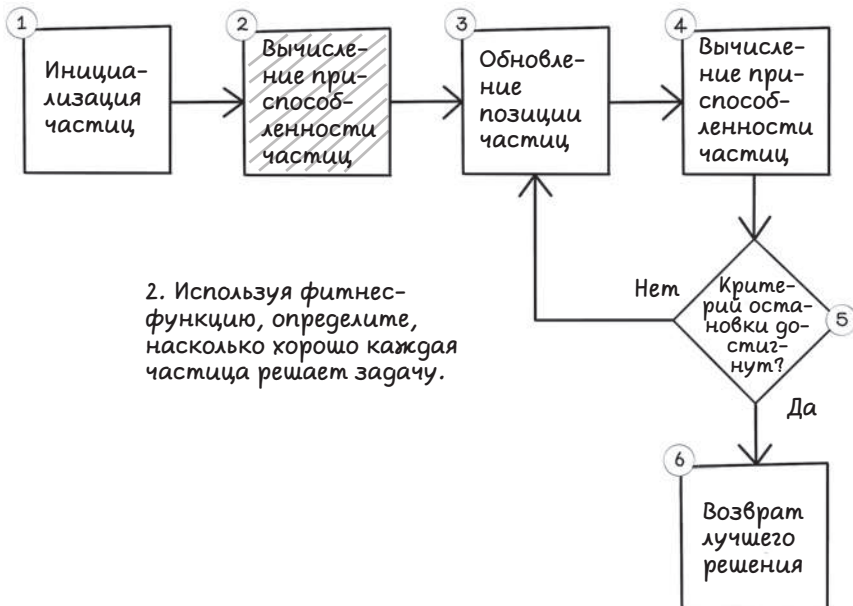 1
Инициа-
лизация
частиц
2
Вычисле-
ние при-
способ-
ленности
частиц
3
Обновле-
ние
позиции
частиц
4
Вычисле-
ние при-
способ-
ленности
частиц
2. Используя фитнес-
функцию, определите,
насколько хорошо каждая
частица решает задачу.
Нет
Крите-
рий оста-
новки до-
стиг-
нут?
5
Да
6
Возврат
лучшего
решения